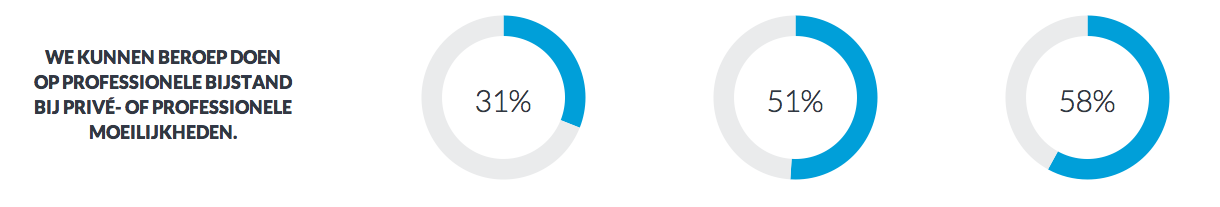 WE KUNNEN BEROEP DOEN
OP PROFESSIONELE BIJSTAND
BIJ PRIVÉ- OF PROFESSIONELE
MOEILIJKHEDEN.
31%
51%
58%